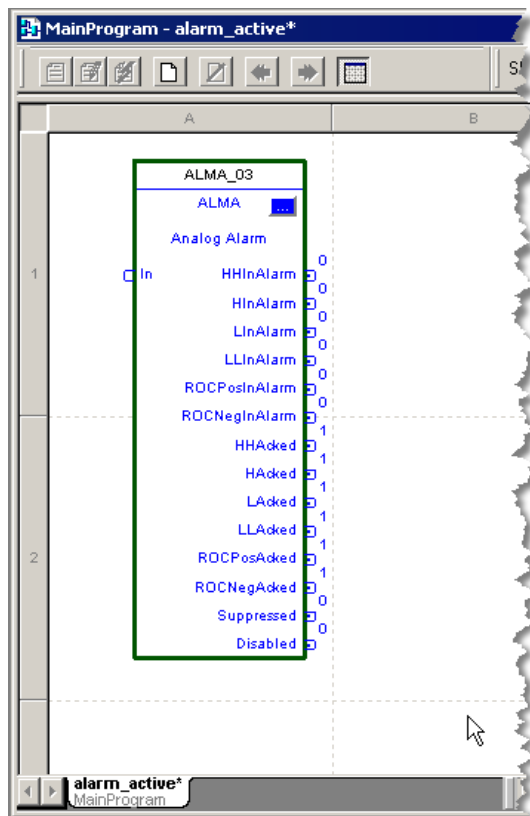 MainProgram - alarm_active*
A
B
ALMA_03
ALMA
...
Analog Alarm
In
HHInAlarm 0
HInAlarm 0
LInAlarm 0
LLInAlarm 0
ROCPosInAlarm 0
ROCNegInAlarm 0
HHAcked 1
HAcked 1
LAcked 1
LLAcked 1
ROCPosAcked 1
ROCNegAcked 1
Suppressed 0
Disabled 0
1
2
alarm_active*
MainProgram